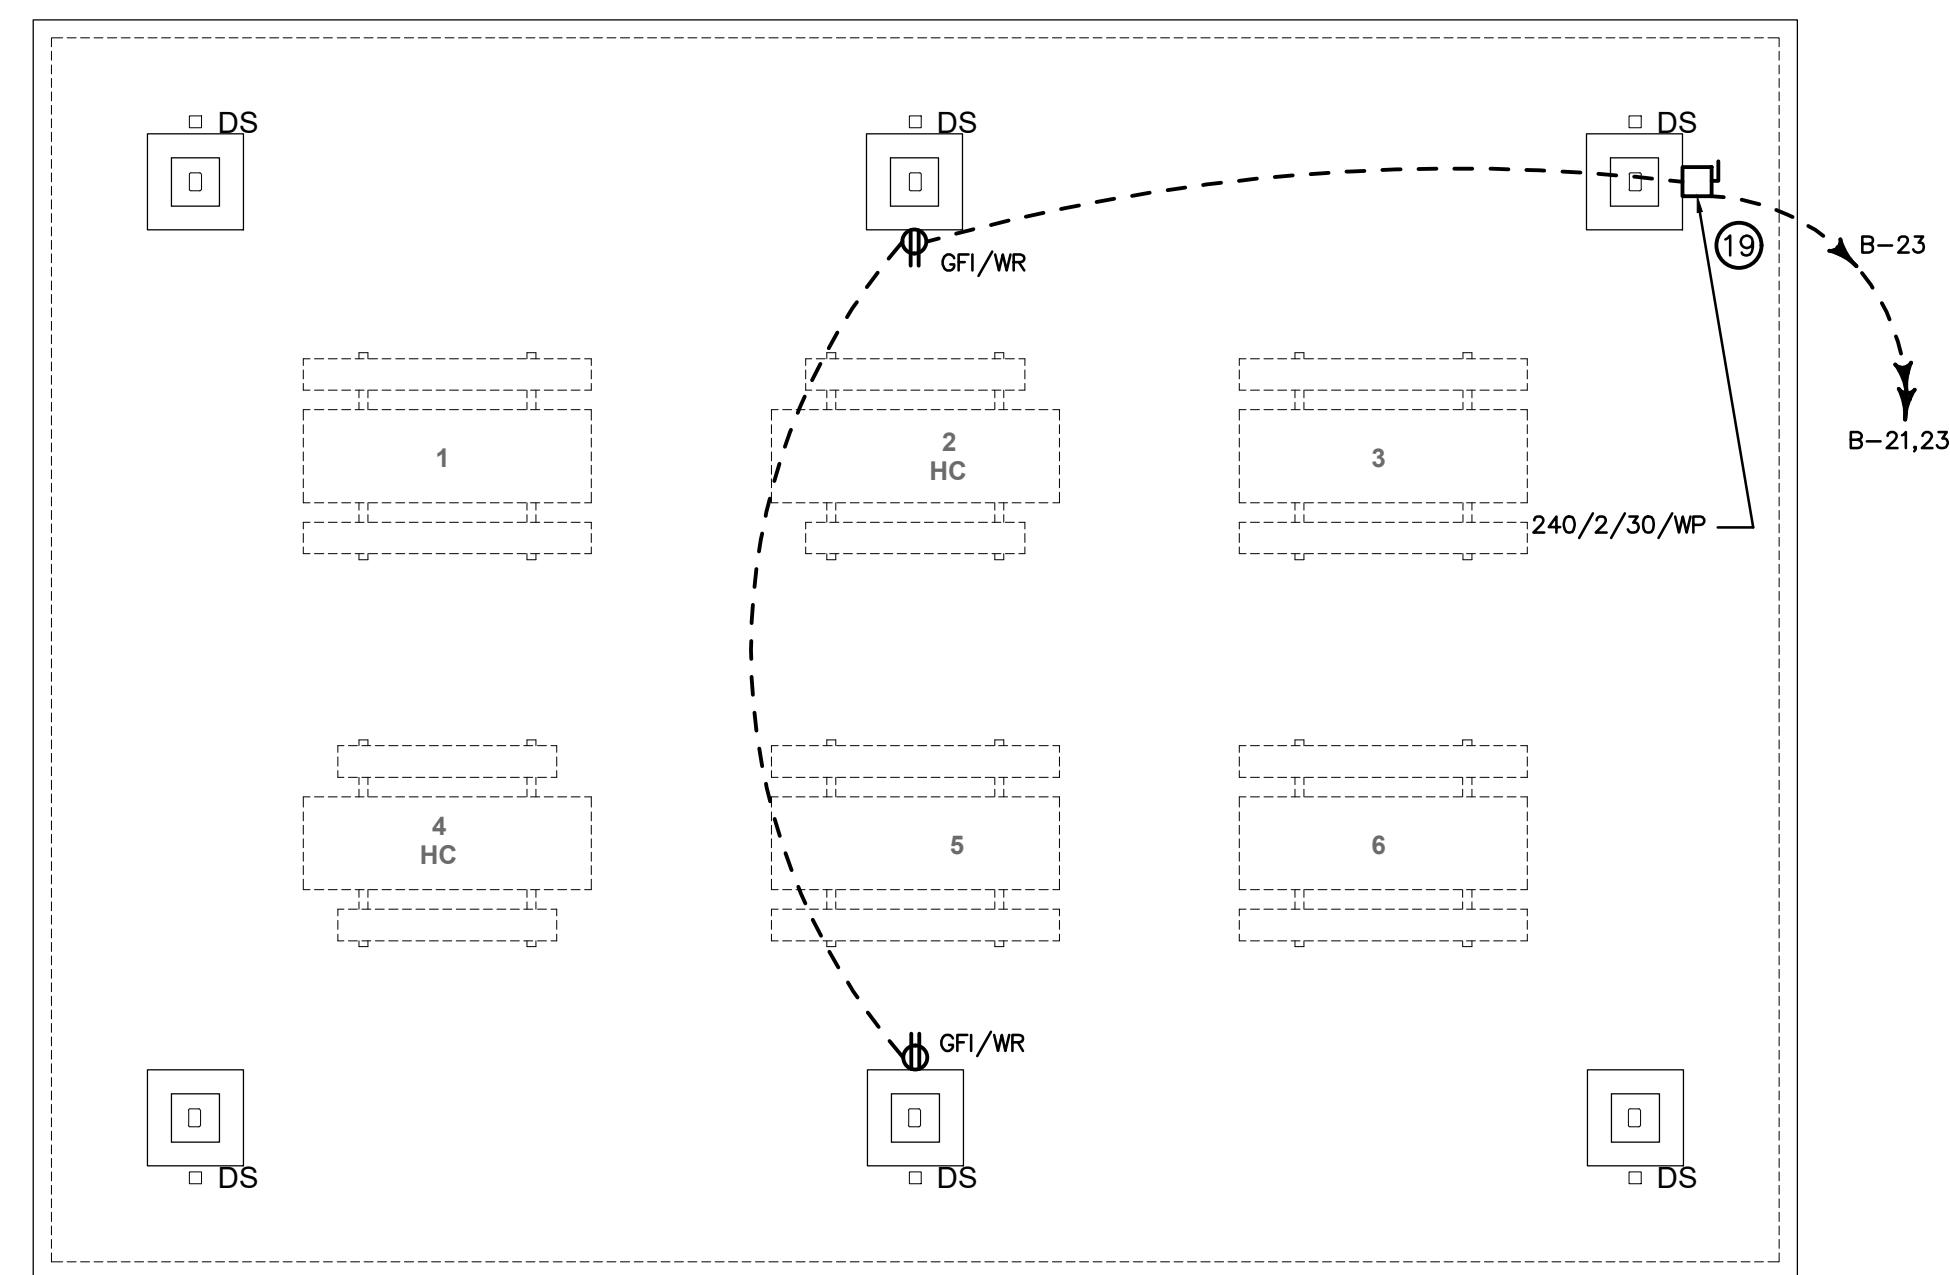 DS
DS
DS
GFI/WR
19
B-23
1
2
HC
3
B-21,23
240/2/30/WP
4
HC
5
6
GFI/WR
DS
DS
DS